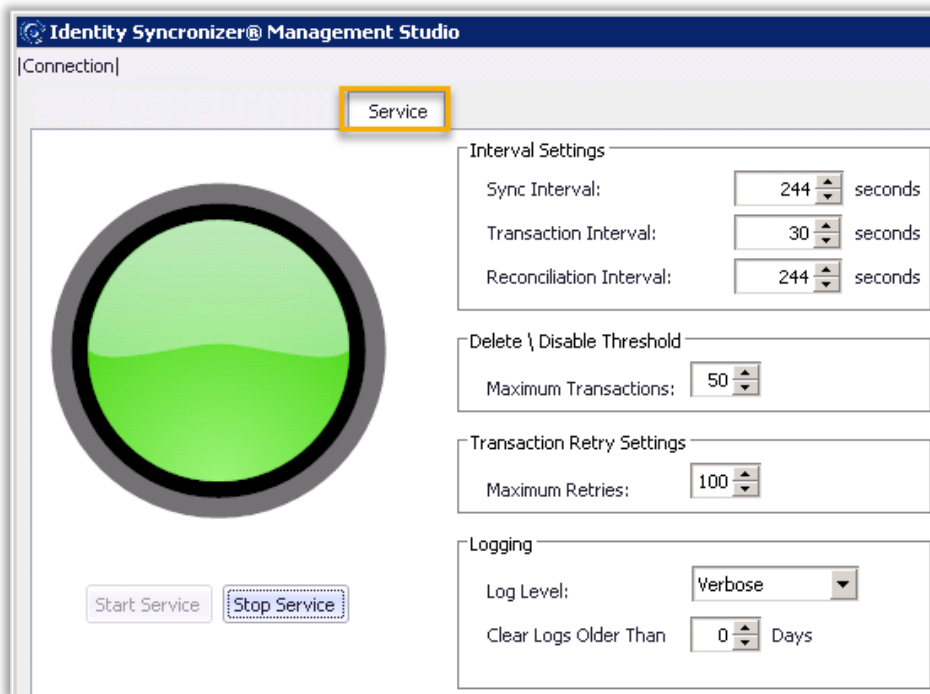 Identity Syncronizer® Management Studio
|Connection|
Service
Interval Settings
Sync Interval: 244 seconds
Transaction Interval: 30 seconds
Reconciliation Interval: 244 seconds
Delete \ Disable Threshold
Maximum Transactions: 50
Transaction Retry Settings
Maximum Retries: 100
Logging
Log Level: Verbose
Start Service Stop Service
Clear Logs Older Than 0 Days